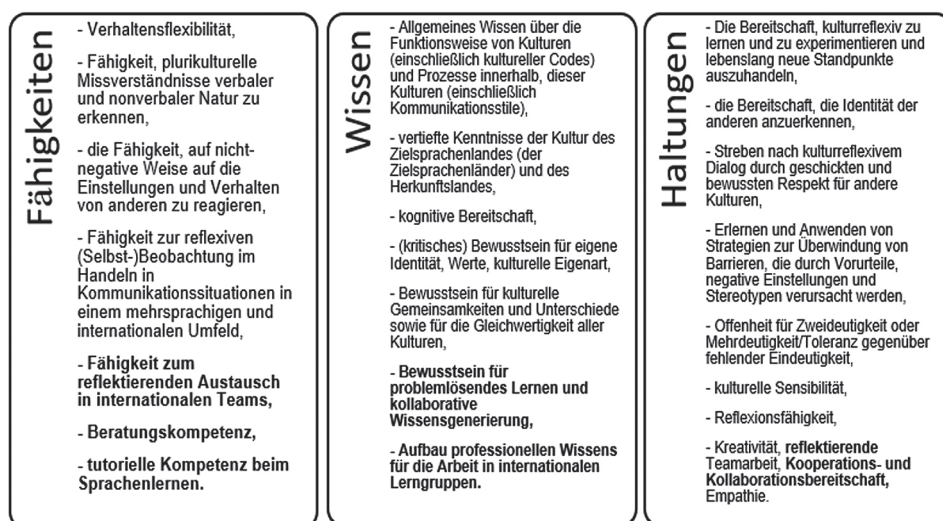 Fähigkeiten
- Verhaltensflexibilität,
- Fähigkeit, plurikulturelle
Missverständnisse verbaler
und nonverbaler Natur zu
erkennen,
- die Fähigkeit, auf nicht-
negative Weise auf die
Einstellungen und Verhalten
von anderen zu reagieren,
- Fähigkeit zur reflexiven
(Selbst-)Beobachtung im
Handeln in
Kommunikationssituationen in
einem mehrsprachigen und
internationalen Umfeld,
- Fähigkeit zum
reflektierenden Austausch
in internationalen Teams,
- Beratungskompetenz,
- tutorielle Kompetenz beim
Sprachenlernen.
Wissen
- Allgemeines Wissen über die
Funktionsweise von Kulturen
(einschließlich kultureller Codes)
und Prozesse innerhalb, dieser
Kulturen (einschließlich
Kommunikationsstile),
- vertiefte Kenntnisse der Kultur des
Zielsprachenlandes (der
Zielsprachenländer) und des
Herkunftslandes,
- kognitive Bereitschaft,
- (kritisches) Bewusstsein für eigene
Identität, Werte, kulturelle Eigenart,
- Bewusstsein für kulturelle
Gemeinsamkeiten und Unterschiede
sowie für die Gleichwertigkeit aller
Kulturen,
- Bewusstsein für
problemlösendes Lernen und
kollaborative
Wissensgenerierung,
- Aufbau professionellen Wissens
für die Arbeit in internationalen
Lerngruppen.
Haltungen
- Die Bereitschaft, kulturreflexiv zu
lernen und zu experimentieren und
lebenslang neue Standpunkte
auszuhandeln,
- die Bereitschaft, die Identität der
anderen anzuerkennen,
- Streben nach kulturreflexivem
Dialog durch geschickten und
bewussten Respekt für andere
Kulturen,
- Erlernen und Anwenden von
Strategien zur Überwindung von
Barrieren, die durch Vorurteile,
negative Einstellungen und
Stereotypen verursacht werden,
- Offenheit für Zweideutigkeit oder
Mehrdeutigkeit/Toleranz gegenüber
fehlender Eindeutigkeit,
- kulturelle Sensibilität,
- Reflexionsfähigkeit,
- Kreativität, reflektierende
Teamarbeit, Kooperations- und
Kollaborationsbereitschaft,
Empathie.